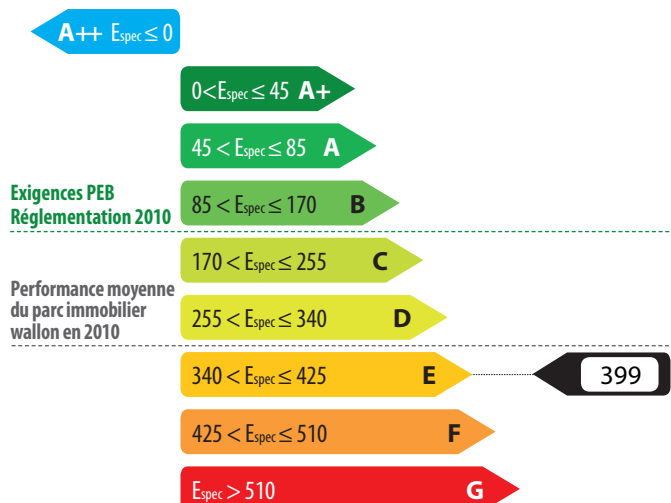 A++ Espec ≤ 0
0<Espec ≤ 45 A+
45 < Espec ≤ 85 A
Exigences PEB
Réglementation 2010
85 < Espec ≤ 170 B
170 < Espec ≤ 255 C
Performance moyenne
du parc immobilier
wallon en 2010
255 < Espec ≤ 340 D
340 < Espec ≤ 425 E
399
425 < Espec ≤ 510 F
Espec > 510 G